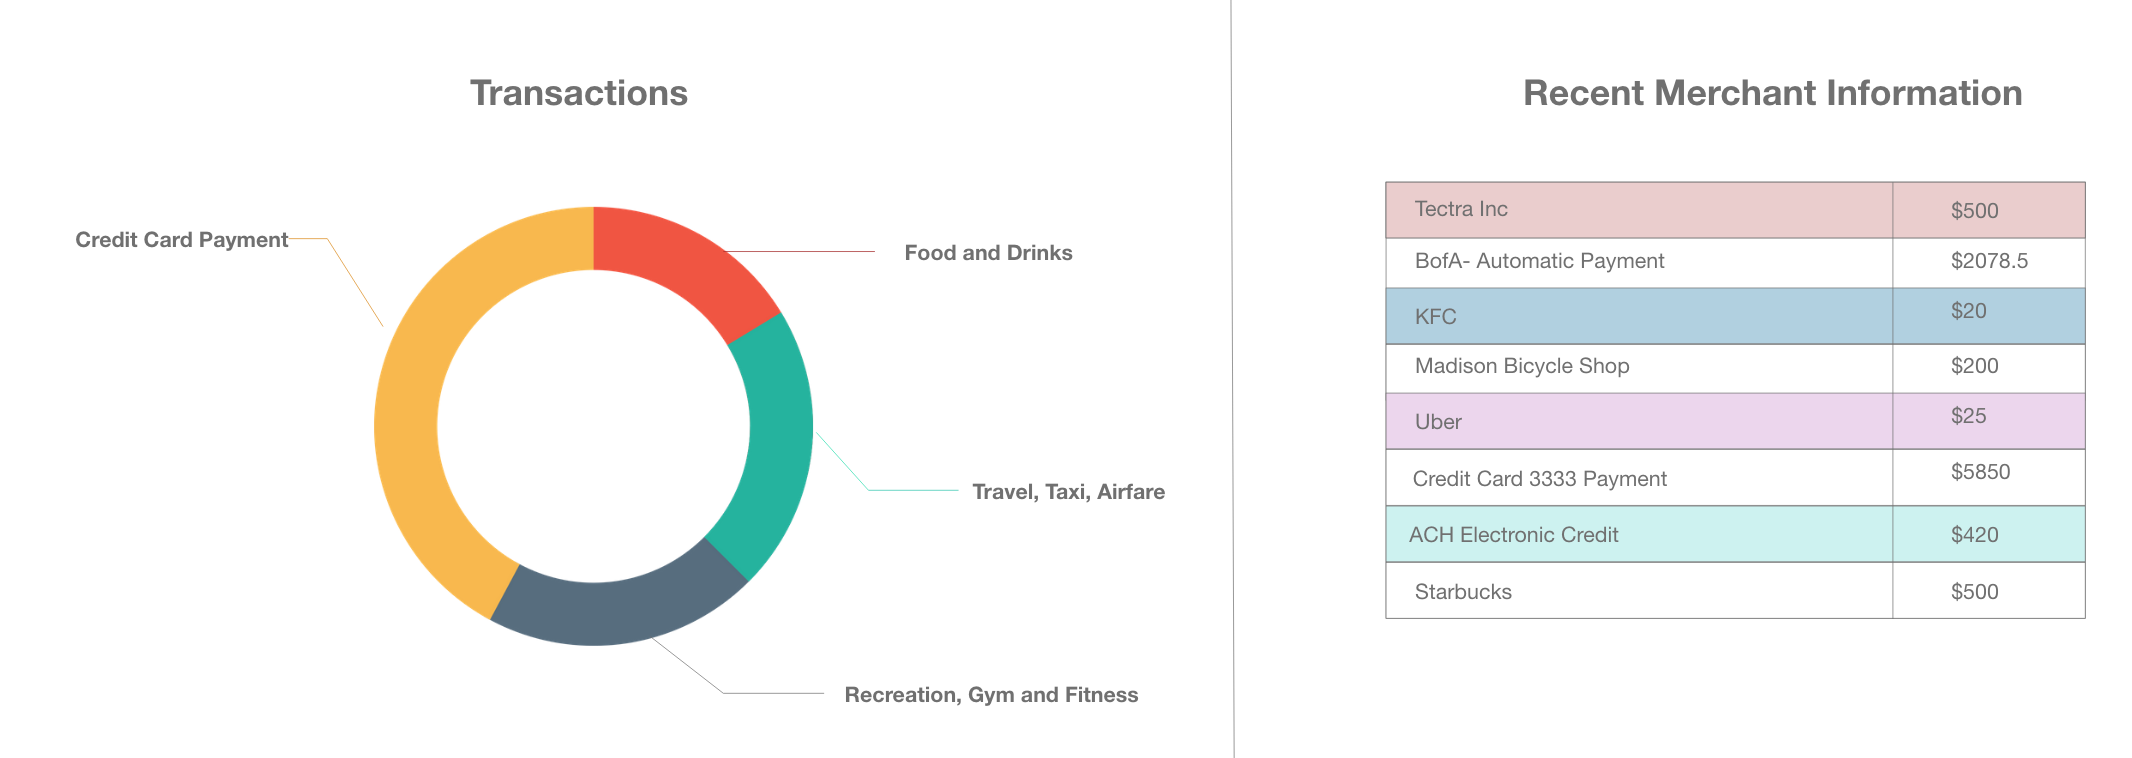 Transactions
Credit Card Payment
Food and Drinks
Travel, Taxi, Airfare
Recreation, Gym and Fitness
Recent Merchant Information
Tectra Inc $500
BofA- Automatic Payment $2078.5
KFC $20
Madison Bicycle Shop $200
Uber $25
Credit Card 3333 Payment $5850
ACH Electronic Credit $420
Starbucks $500